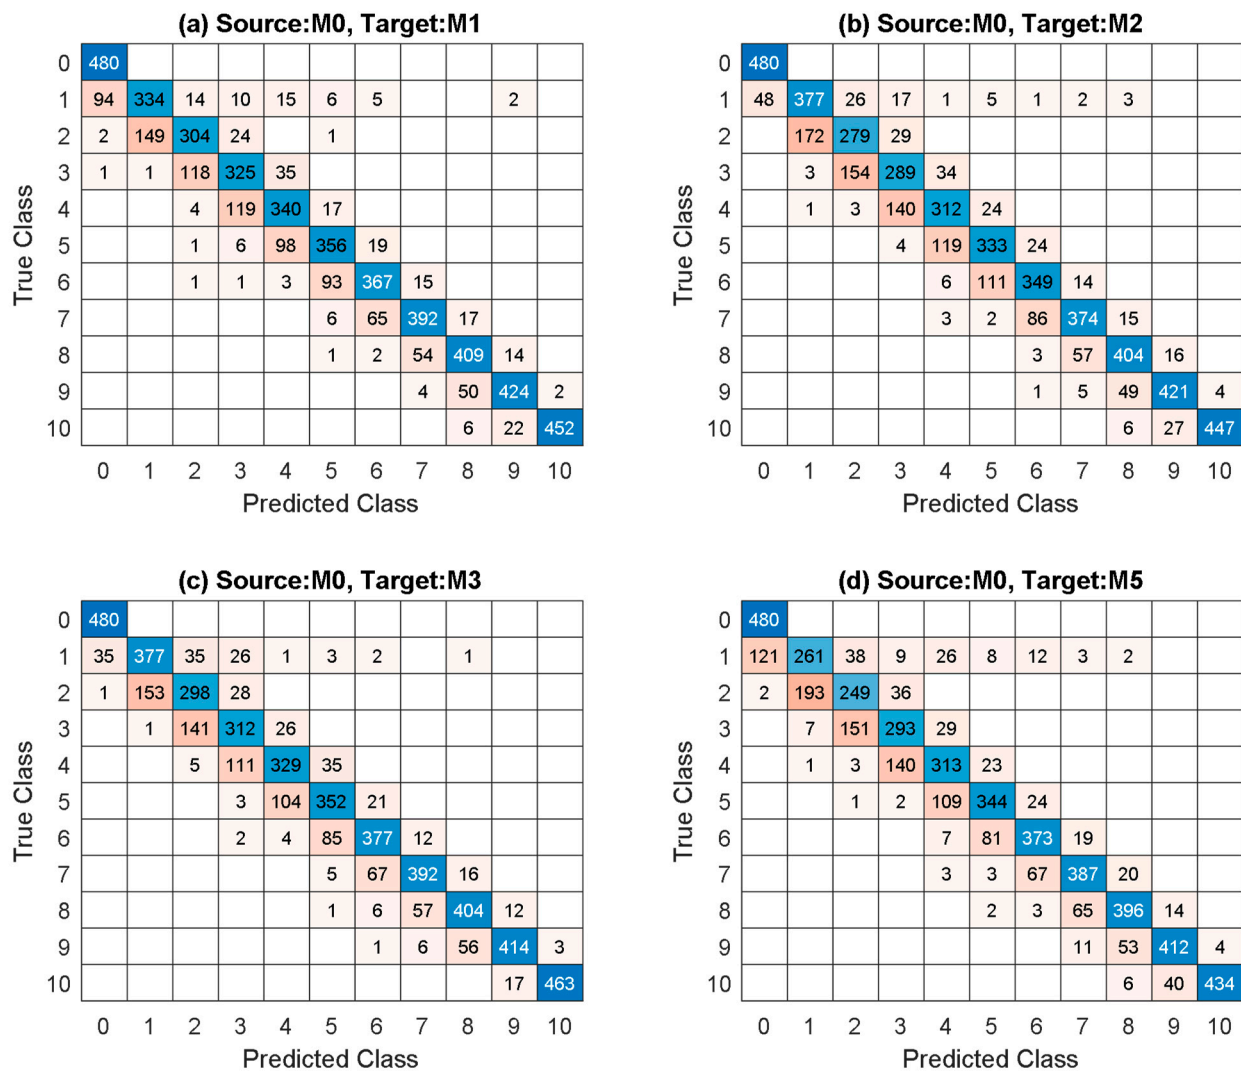 (a) Source:M0, Target:M1
0 480
1 94 334 14 10 15 6 5 2
2 2 149 304 24 1
3 1 1 118 325 35
4 4 119 340 17
5 1 6 98 356 19
6 1 1 3 93 367 15
7 6 65 392 17
8 1 2 54 409 14
9 4 50 424 2
10 6 22 452
0 1 2 3 4 5 6 7 8 9 10
Predicted Class
True Class
(b) Source:M0, Target:M2
0 480
1 48 377 26 17 1 5 1 2 3
2 172 279 29
3 3 154 289 34
4 1 3 140 312 24
5 4 119 333 24
6 6 111 349 14
7 3 2 86 374 15
8 3 57 404 16
9 1 5 49 421 4
10 6 27 447
0 1 2 3 4 5 6 7 8 9 10
Predicted Class
True Class
(c) Source:M0, Target:M3
0 480
1 35 377 35 26 1 3 2 1
2 1 153 298 28
3 1 141 312 26
4 5 111 329 35
5 3 104 352 21
6 2 4 85 377 12
7 5 67 392 16
8 1 6 57 404 12
9 1 6 56 414 3
10 17 463
0 1 2 3 4 5 6 7 8 9 10
Predicted Class
True Class
(d) Source:M0, Target:M5
0 480
1 121 261 38 9 26 8 12 3 2
2 2 193 249 36
3 7 151 293 29
4 1 3 140 313 23
5 1 2 109 344 24
6 7 81 373 19
7 3 3 67 387 20
8 2 3 65 396 14
9 11 53 412 4
10 6 40 434
0 1 2 3 4 5 6 7 8 9 10
Predicted Class
True Class